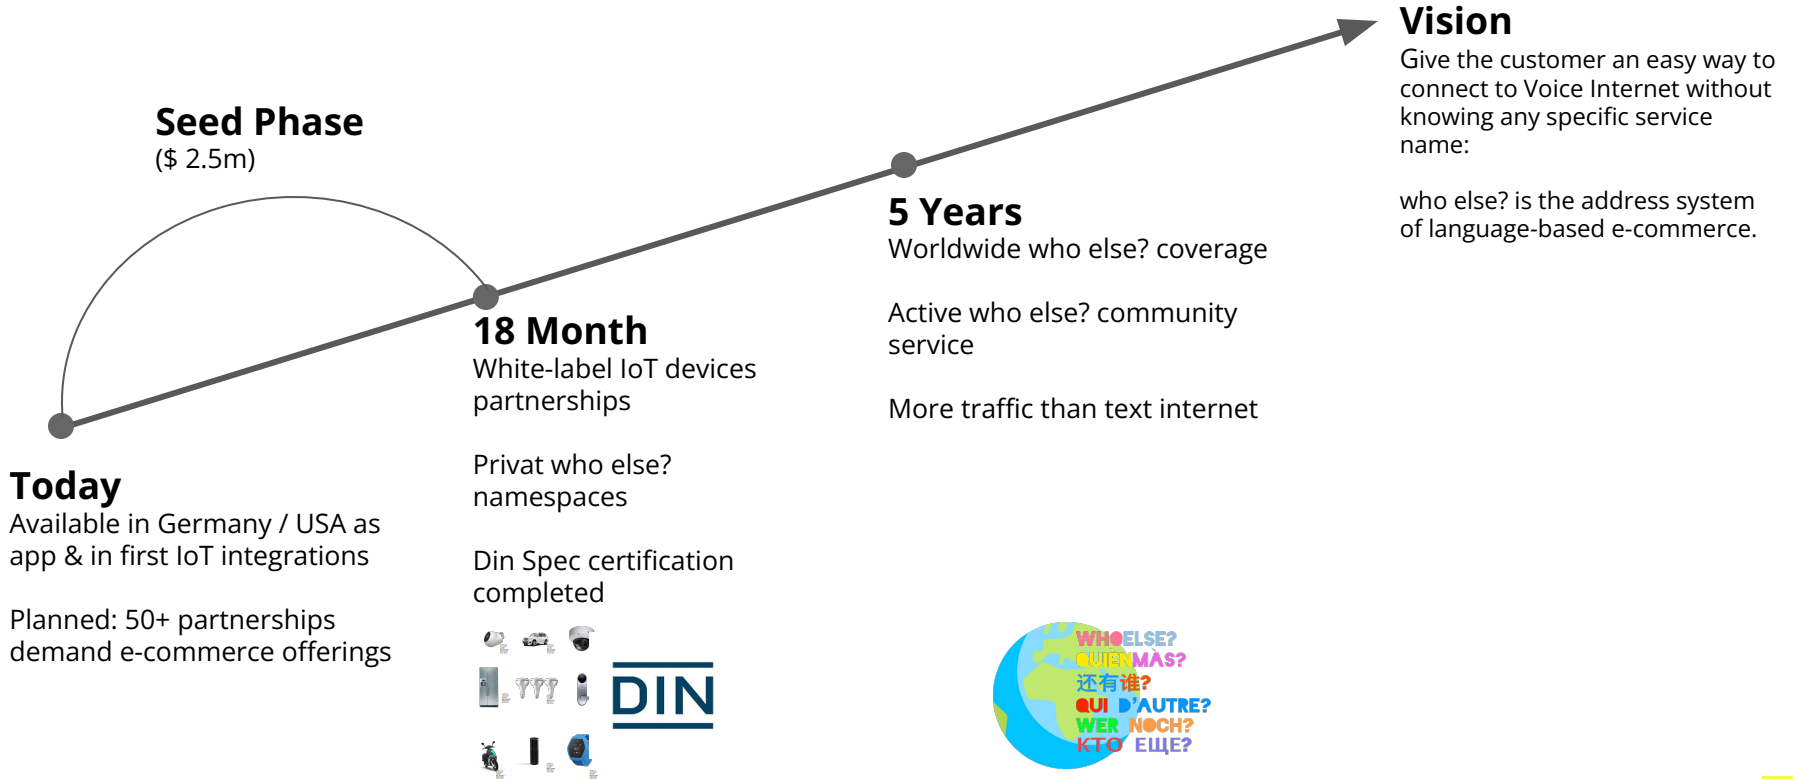 Seed Phase
($ 2.5m)
Today
Available in Germany / USA as
app & in first IoT integrations
Planned: 50+ partnerships
demand e-commerce offerings
18 Month
White-label IoT devices
partnerships
Privat who else?
namespaces
Din Spec certification
completed
DIN
5 Years
Worldwide who else? coverage
Active who else? community
service
More traffic than text internet
WHOELSE?
QUIÉNMÀS?
还有谁?
QUI D'AUTRE?
WER NOCH?
КТО ЕЩЕ?
Vision
Give the customer an easy way to
connect to Voice Internet without
knowing any specific service
name:
who else? is the address system
of language-based e-commerce.